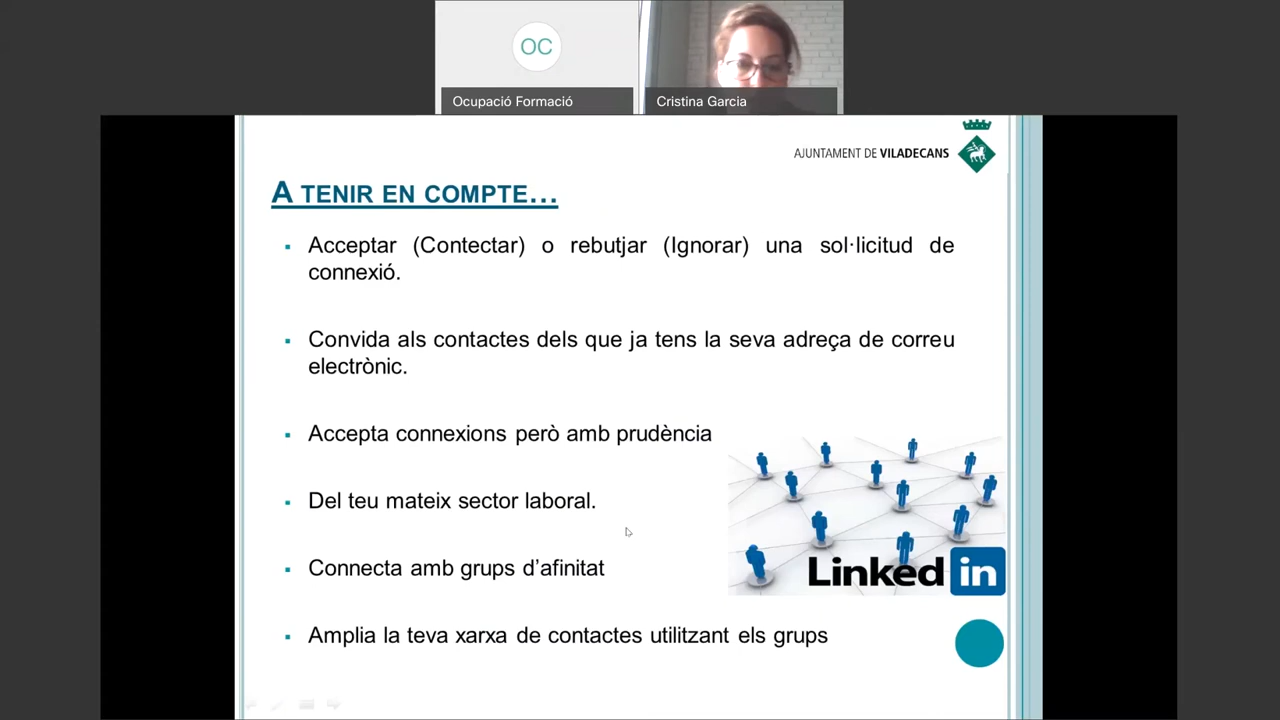 OC
Ocupació Formació
Cristina Garcia
AJUNTAMENT DE VILADECANS
A TENIR EN COMPTE...
▪ Acceptar (Contectar) o rebutjar (Ignorar) una sol·licitud de
connexió.
▪ Convida als contactes dels que ja tens la seva adreça de correu
electrònic.
▪ Accepta connexions però amb prudència
▪ Del teu mateix sector laboral.
▪ Connecta amb grups d’afinitat
Linked in
▪ Amplia la teva xarxa de contactes utilitzant els grups